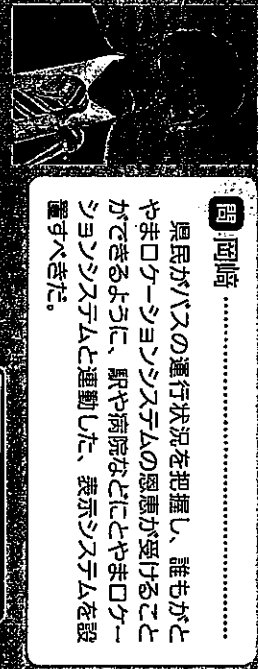 問 岡﨑
県民がバスの運行状況を把握し、誰もがと
やまロケーションシステムの恩恵が受けること
ができるように、駅や病院などにとやまロケー
ションシステムと連動した、表示システムを設
置すべきだ。